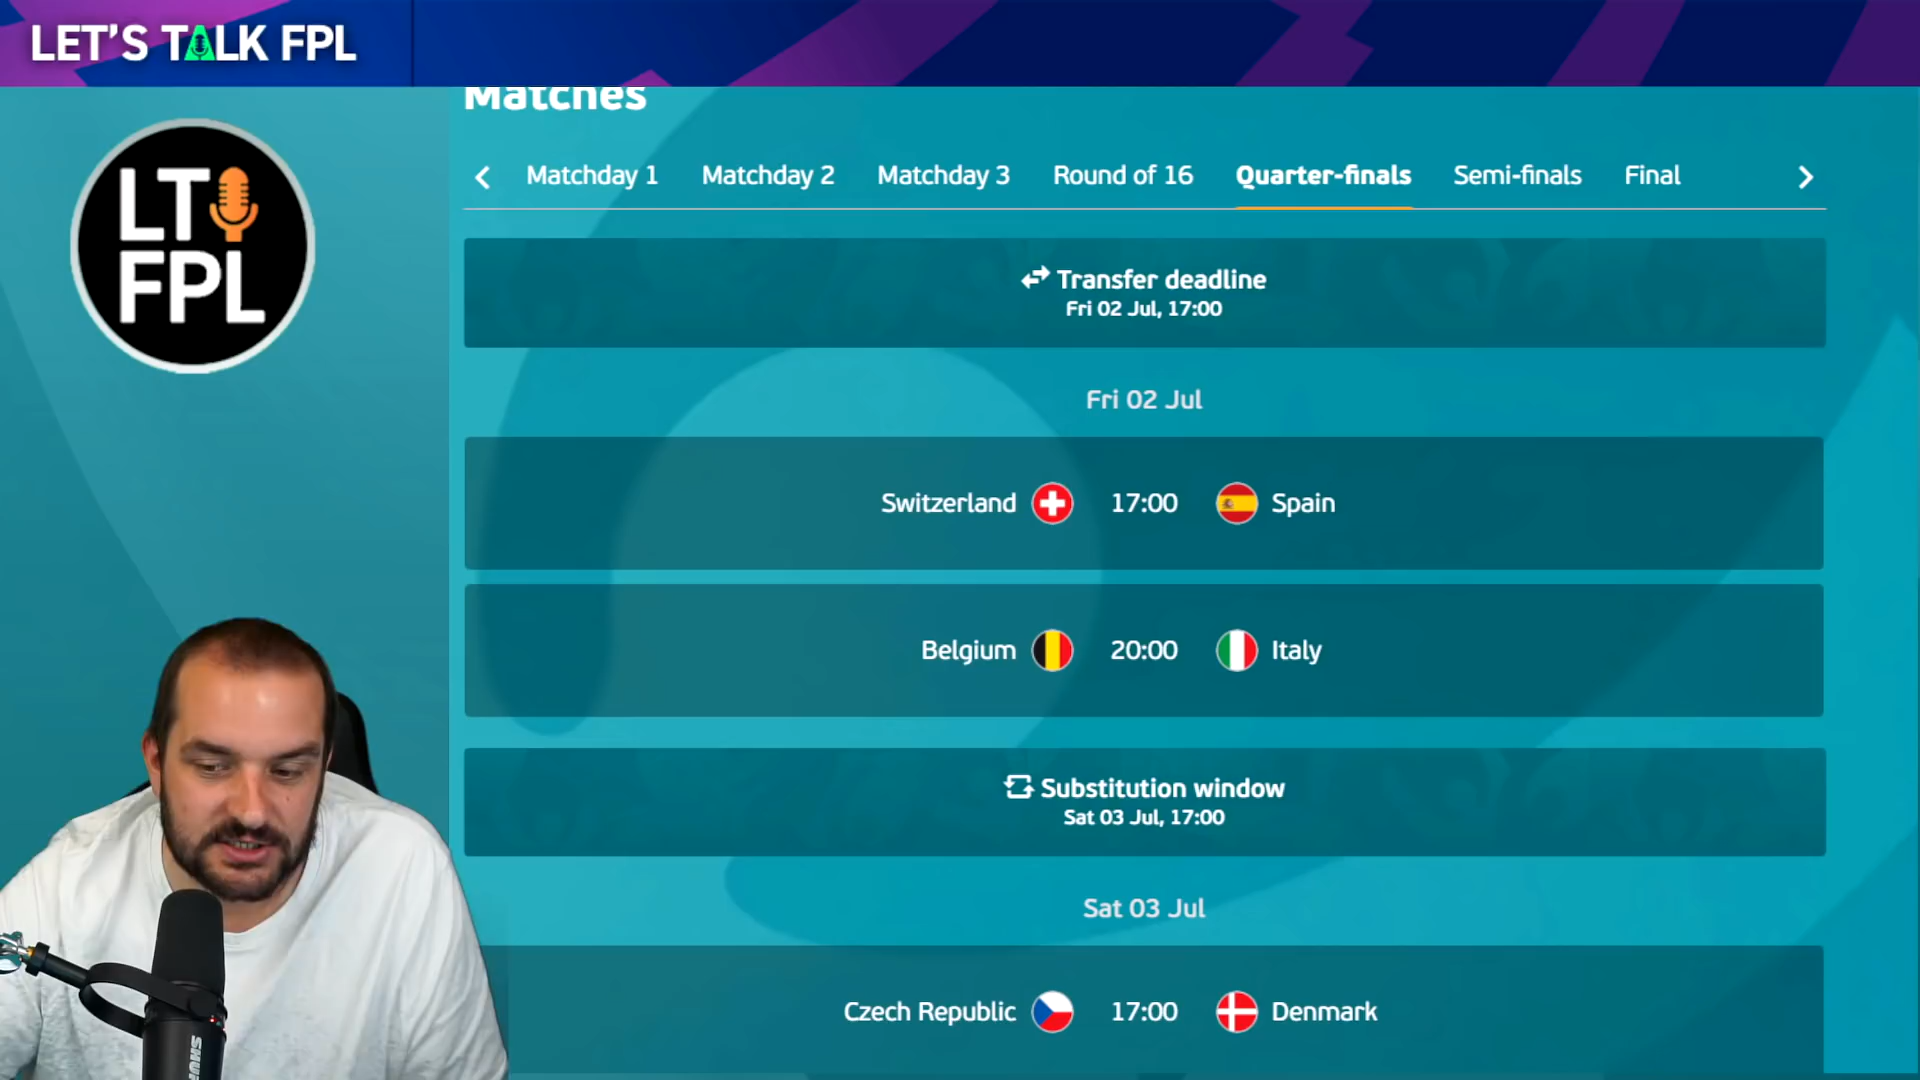 LET'S TALK FPL
LT
FPL
Matches
Matchday 1 Matchday 2 Matchday 3 Round of 16 Quarter-finals Semi-finals Final
Transfer deadline
Fri 02 Jul, 17:00
Fri 02 Jul
Switzerland 17:00 Spain
Belgium 20:00 Italy
Substitution window
Sat 03 Jul, 17:00
Sat 03 Jul
Czech Republic 17:00 Denmark